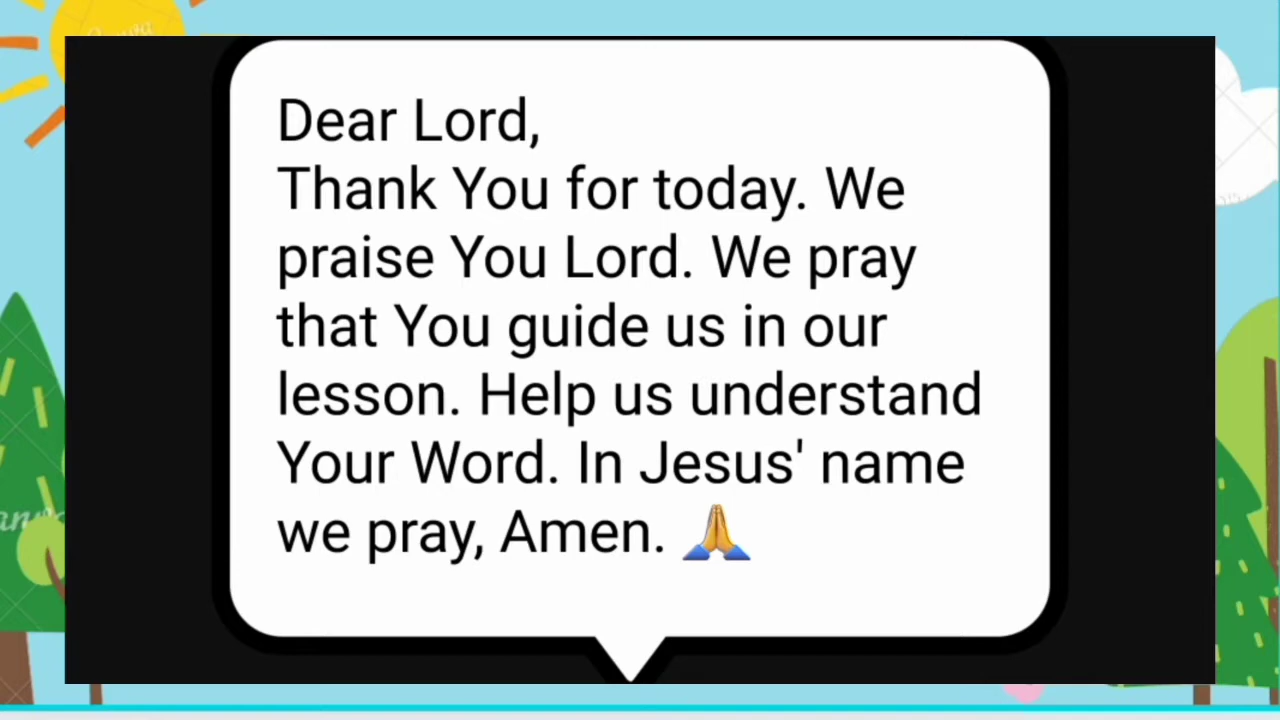 Dear Lord,
Thank You for today. We
praise You Lord. We pray
that You guide us in our
lesson. Help us understand
Your Word. In Jesus' name
we pray, Amen. 🙏